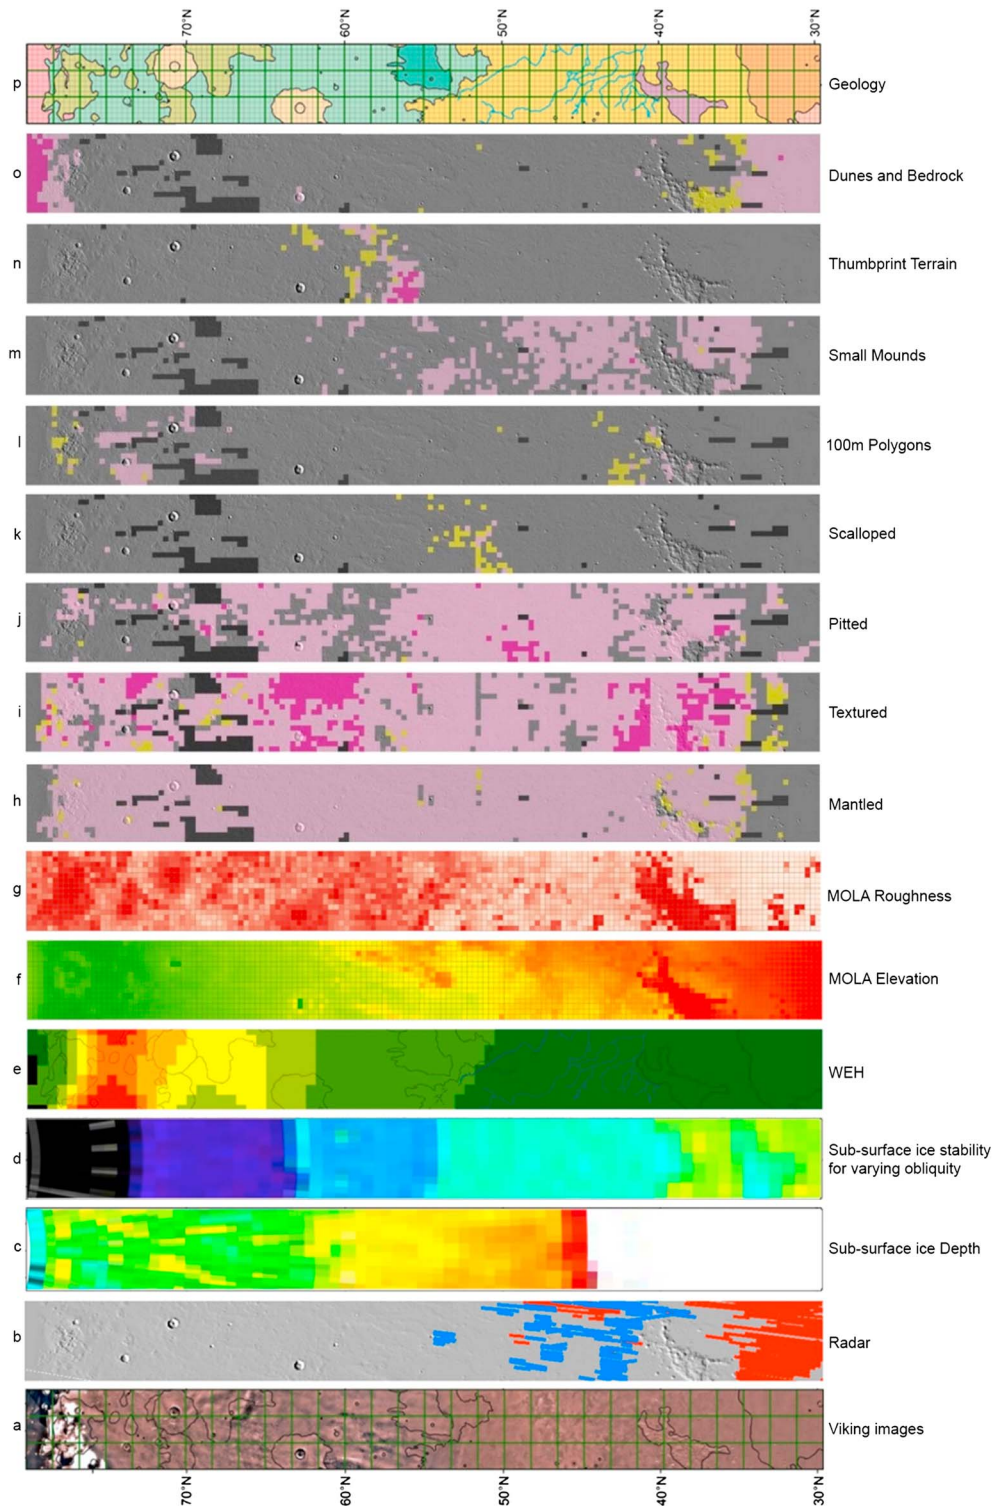 70°N 60°N 50°N 40°N 30°N
p Geology
o Dunes and Bedrock
n Thumbprint Terrain
m Small Mounds
l 100m Polygons
k Scalloped
j Pitted
i Textured
h Mantled
g MOLA Roughness
f MOLA Elevation
e WEH
d Sub-surface ice stability
for varying obliquity
c Sub-surface ice Depth
b Radar
a Viking images
70°N 60°N 50°N 40°N 30°N